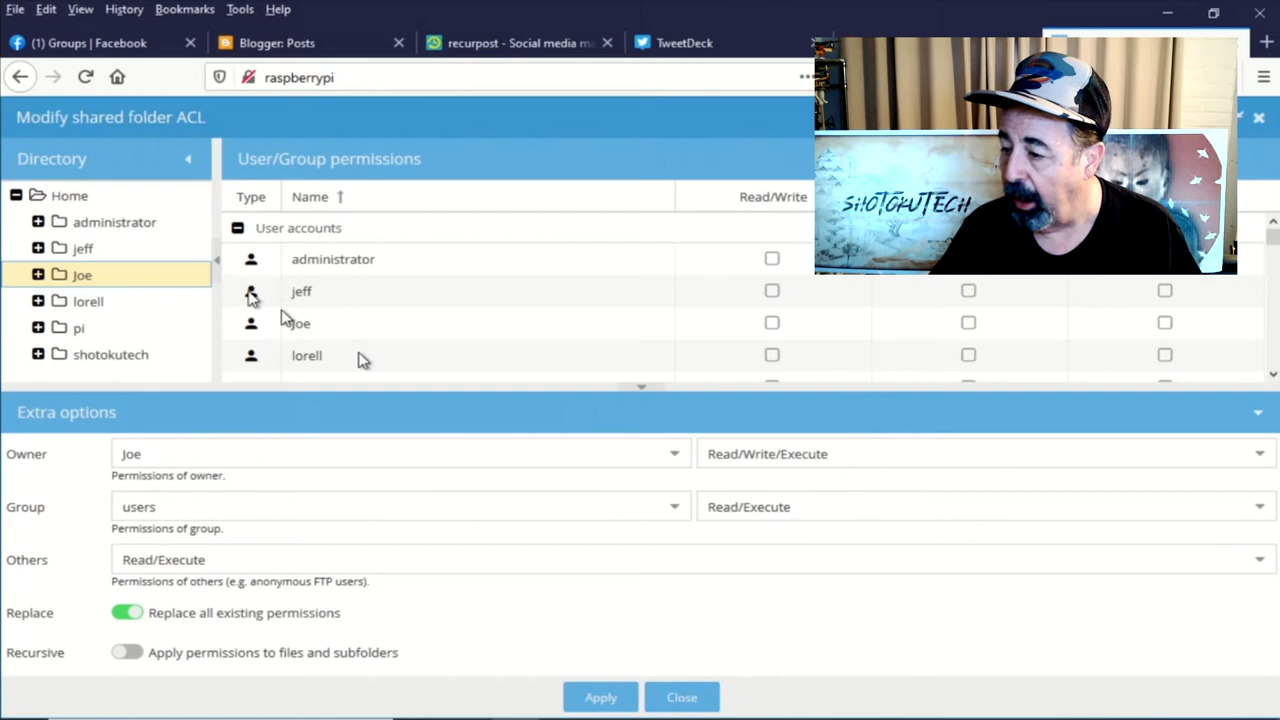 File Edit View History Bookmarks Tools Help
(1) Groups | Facebook
Blogger: Posts
recurpost - Social media ma
TweetDeck
raspberrypi
Modify shared folder ACL
Directory
User/Group permissions
Home
administrator
jeff
Joe
lorell
pi
shotokutech
Type Name Read/Write
User accounts
administrator
jeff
Joe
lorell
SHOTOKUTECH
Extra options
Owner Joe Read/Write/Execute
Permissions of owner.
Group users Read/Execute
Permissions of group.
Others Read/Execute
Permissions of others (e.g. anonymous FTP users).
Replace Replace all existing permissions
Recursive Apply permissions to files and subfolders
Apply Close